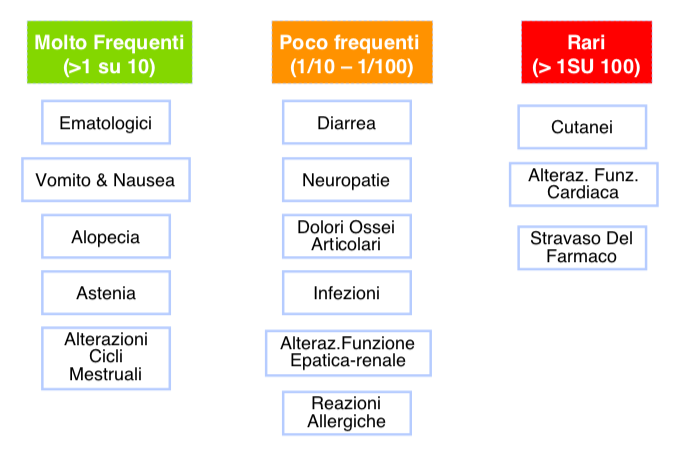 Molto Frequenti
(>1 su 10)
Ematologici
Vomito & Nausea
Alopecia
Astenia
Alterazioni
Cicli
Mestruali
Poco frequenti
(1/10 – 1/100)
Diarrea
Neuropatie
Dolori Ossei
Articolari
Infezioni
Alteraz.Funzione
Epatica-renale
Reazioni
Allergiche
Rari
(> 1SU 100)
Cutanei
Alteraz. Funz.
Cardiaca
Stravaso Del
Farmaco